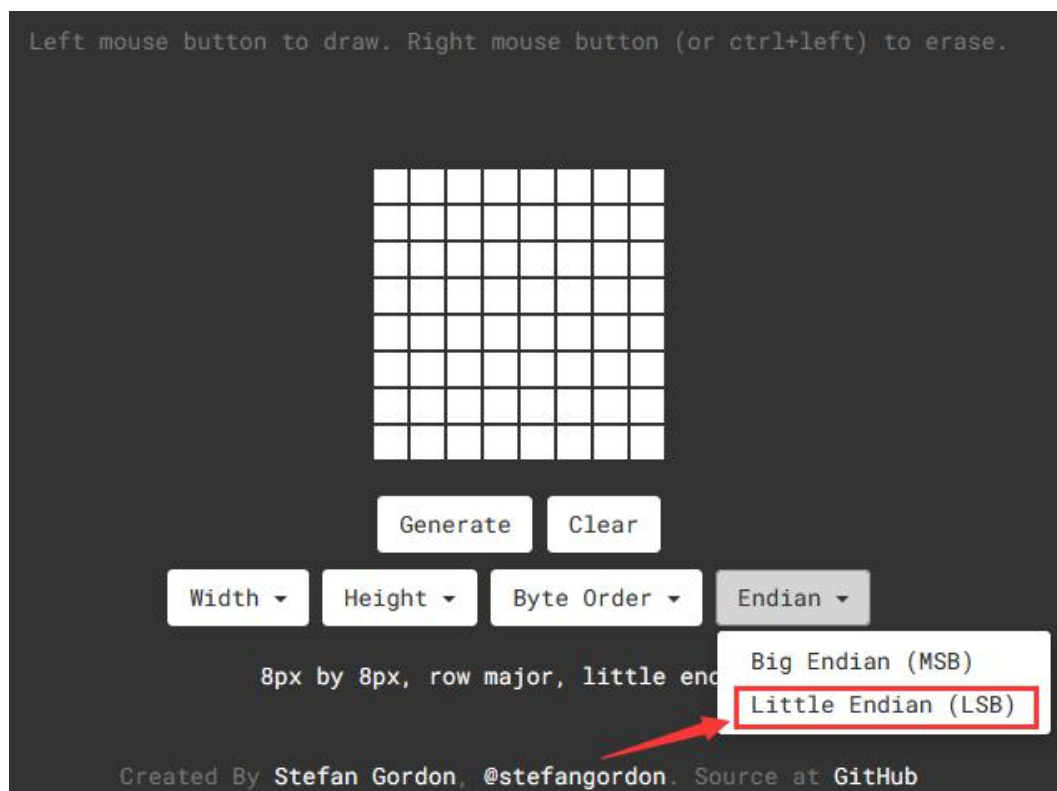 Left mouse button to draw. Right mouse button (or ctrl+left) to erase.
Generate Clear
Width Height Byte Order Endian
Big Endian (MSB)
8px by 8px, row major, little enc
Little Endian (LSB)
Created By Stefan Gordon, @stefangordon. Source at GitHub